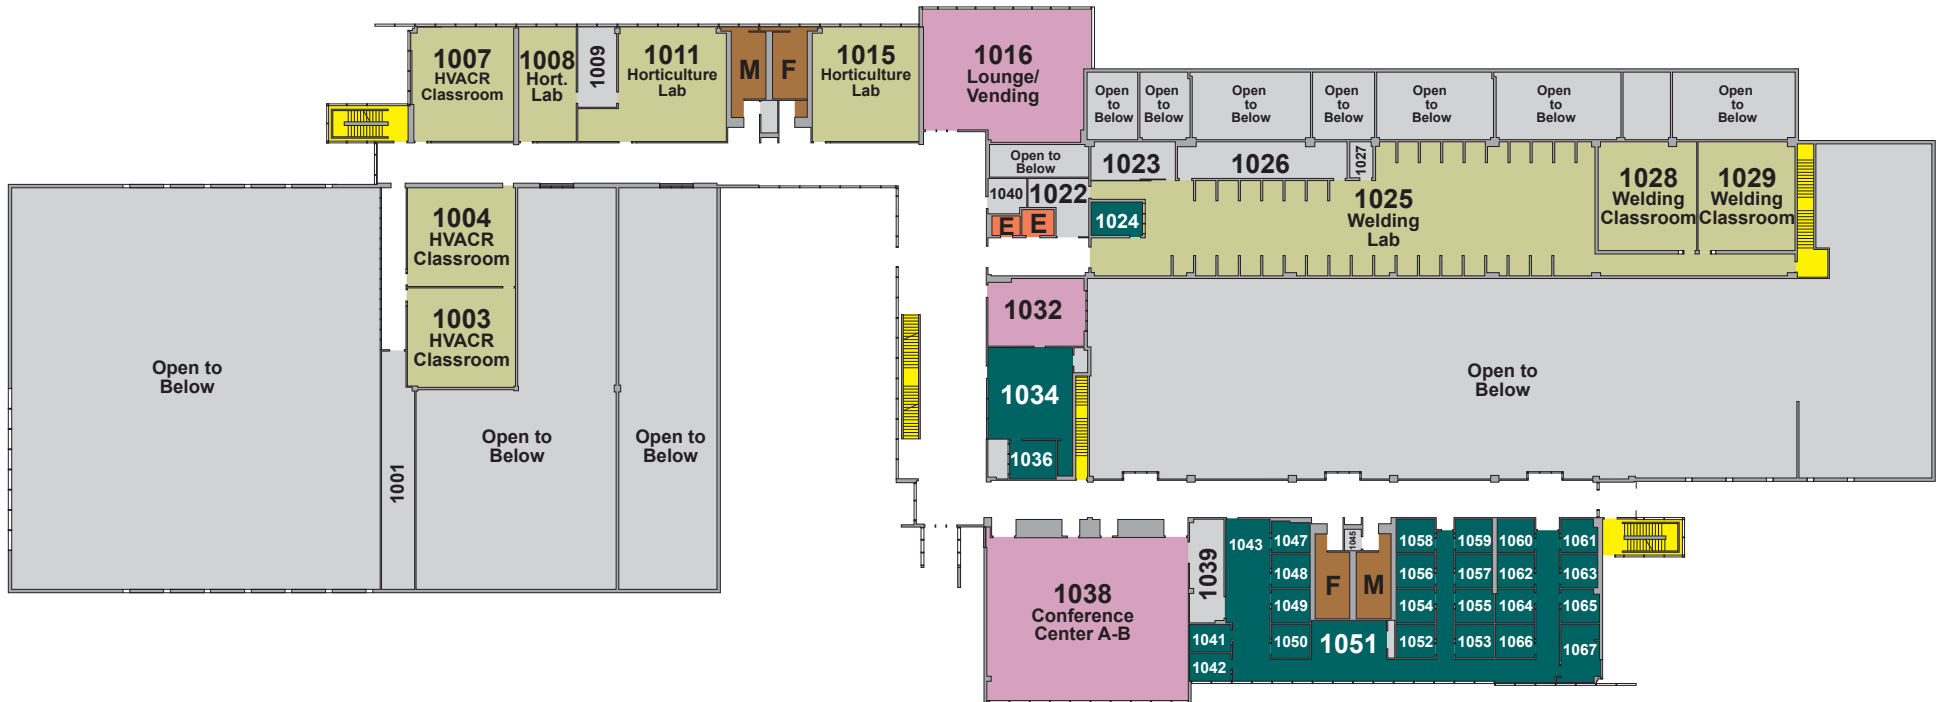 1007
HVACR
Classroom
1008
Hort.
Lab
1009
1011
Horticulture
Lab
M
F
1015
Horticulture
Lab
1016
Lounge/
Vending
Open
to
Below
Open
to
Below
Open
to
Below
Open
to
Below
Open
to
Below
Open
to
Below
Open
to
Below
Open to
Below
1023
1026
1027
1040
1022
E
E
1024
1025
Welding
Lab
1028
Welding
Classroom
1029
Welding
Classroom
1004
HVACR
Classroom
1003
HVACR
Classroom
Open to
Below
1001
Open to
Below
Open to
Below
1032
1034
1036
Open to
Below
1038
Conference
Center A-B
1039
1041
1042
1043
1047
1048
1049
1050
1045
F
M
1051
1058
1056
1054
1052
1059
1057
1055
1053
1060
1062
1064
1066
1061
1063
1065
1067